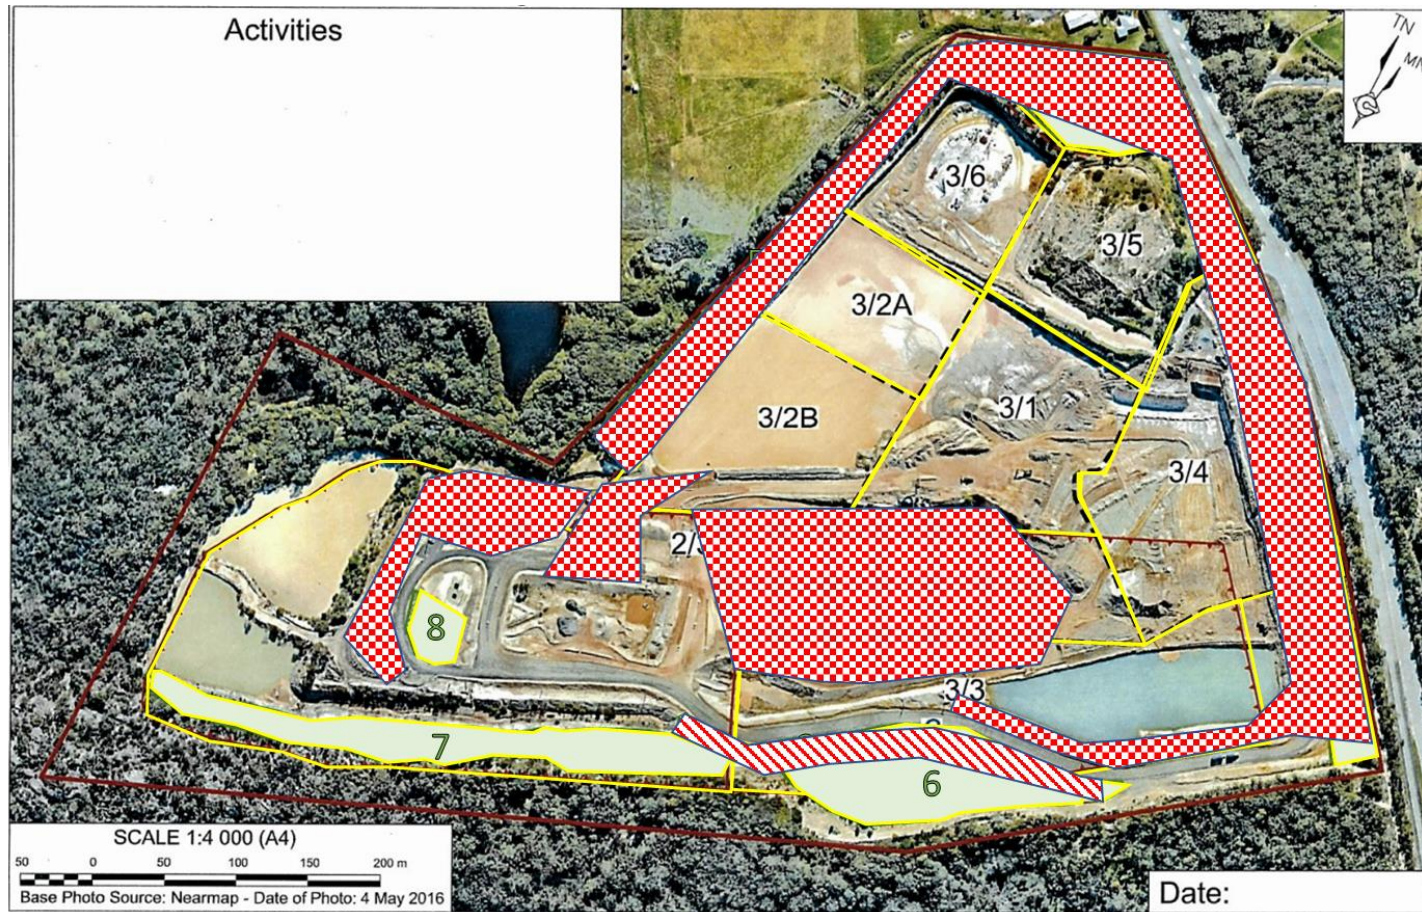 Activities
TN
MN
3/6
3/5
3/2A
3/2B
3/1
3/4
2/3
8
3/3
7
6
SCALE 1:4 000 (A4)
50 0 50 100 150 200 m
Base Photo Source: Nearmap - Date of Photo: 4 May 2016
Date: